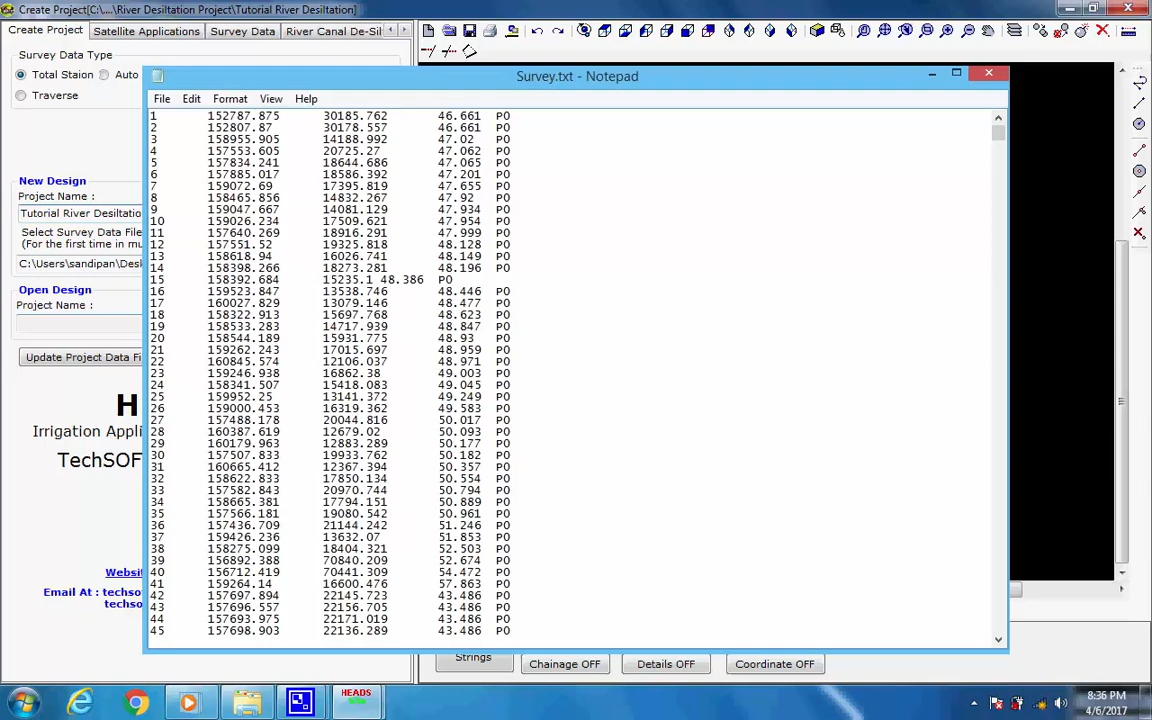 Create Project[C:\...\River Desiltation Project\Tutorial River Desiltation]
Create Project
Satellite Applications
Survey Data
River Canal De-Sil
Survey Data Type
Total Staion
Auto
Traverse
New Design
Project Name :
Tutorial River Desiltatio
Select Survey Data File
(For the first time in mu
C:\Users\sandipan\Desk
Open Design
Project Name :
Update Project Data Fi
H
Irrigation Appli
TechSOF
Websit
Email At : techso
techso
Survey.txt - Notepad
File Edit Format View Help
1 152787.875 30185.762 46.661 P0
2 152807.87 30178.557 46.661 P0
3 158955.905 14188.992 47.02 P0
4 157553.605 20725.27 47.062 P0
5 157834.241 18644.686 47.065 P0
6 157885.017 18586.392 47.201 P0
7 159072.69 17395.819 47.655 P0
8 158465.856 14832.267 47.92 P0
9 159047.667 14081.129 47.934 P0
10 159026.234 17509.621 47.954 P0
11 157640.269 18916.291 47.999 P0
12 157551.52 19325.818 48.128 P0
13 158618.94 16026.741 48.149 P0
14 158398.266 18273.281 48.196 P0
15 158392.684 15235.1 48.386 P0
16 159523.847 13538.746 48.446 P0
17 160027.829 13079.146 48.477 P0
18 158322.913 15697.768 48.623 P0
19 158533.283 14717.939 48.847 P0
20 158544.189 15931.775 48.93 P0
21 159262.243 17015.697 48.959 P0
22 160845.574 12106.037 48.971 P0
23 159246.938 16862.38 49.003 P0
24 158341.507 15418.083 49.045 P0
25 159952.25 13141.372 49.249 P0
26 159000.453 16319.362 49.583 P0
27 157488.178 20044.816 50.017 P0
28 160387.619 12679.02 50.093 P0
29 160179.963 12883.289 50.177 P0
30 157507.833 19933.762 50.182 P0
31 160665.412 12367.394 50.357 P0
32 158622.833 17850.134 50.554 P0
33 157582.843 20970.744 50.794 P0
34 158665.381 17794.151 50.889 P0
35 157566.181 19080.542 50.961 P0
36 157436.709 21144.242 51.246 P0
37 159426.236 13632.07 51.853 P0
38 158275.099 18404.321 52.503 P0
39 156892.388 70840.209 52.674 P0
40 156712.419 70441.309 54.472 P0
41 159264.14 16600.476 57.863 P0
42 157697.894 22145.723 43.486 P0
43 157696.557 22156.705 43.486 P0
44 157693.975 22171.019 43.486 P0
45 157698.903 22136.289 43.486 P0
Strings
Chainage OFF
Details OFF
Coordinate OFF
HEADS
8:36 PM
4/6/2017